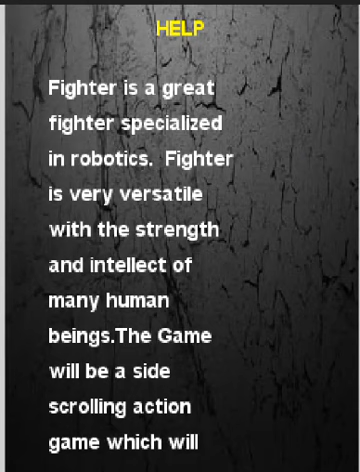 HELP
Fighter is a great
fighter specialized
in robotics.  Fighter
is very versatile
with the strength
and intellect of
many human
beings.The Game
will be a side
scrolling action
game which will